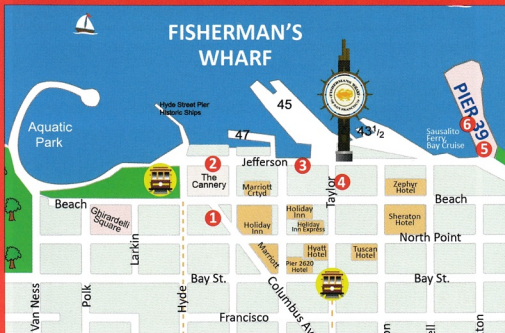 FISHERMAN'S
WHARF
Hyde Street Pier
Historic Ships
45
47
43½
PIER 39
6
5
Sausalito
Ferry,
Bay Cruise
Aquatic
Park
Jefferson
2
3
4
The
Cannery
Marriott
Crtyd
Taylor
Zephyr
Hotel
Beach
Beach
Ghirardelli
Square
1
Holiday
Inn
Holiday
Inn
Holiday
Inn Express
Sheraton
Hotel
North Point
Larkin
Marriott
Hyatt
Hotel
Tuscan
Hotel
Pier 2620
Hotel
Bay St.
Bay St.
Van Ness
Polk
Hyde
Columbus Av
Francisco